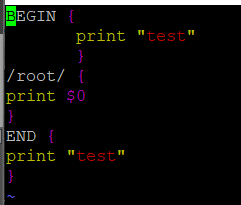 BEGIN {
        print "test"
        }
/root/ {
print $0
}
END {
print "test"
}
~